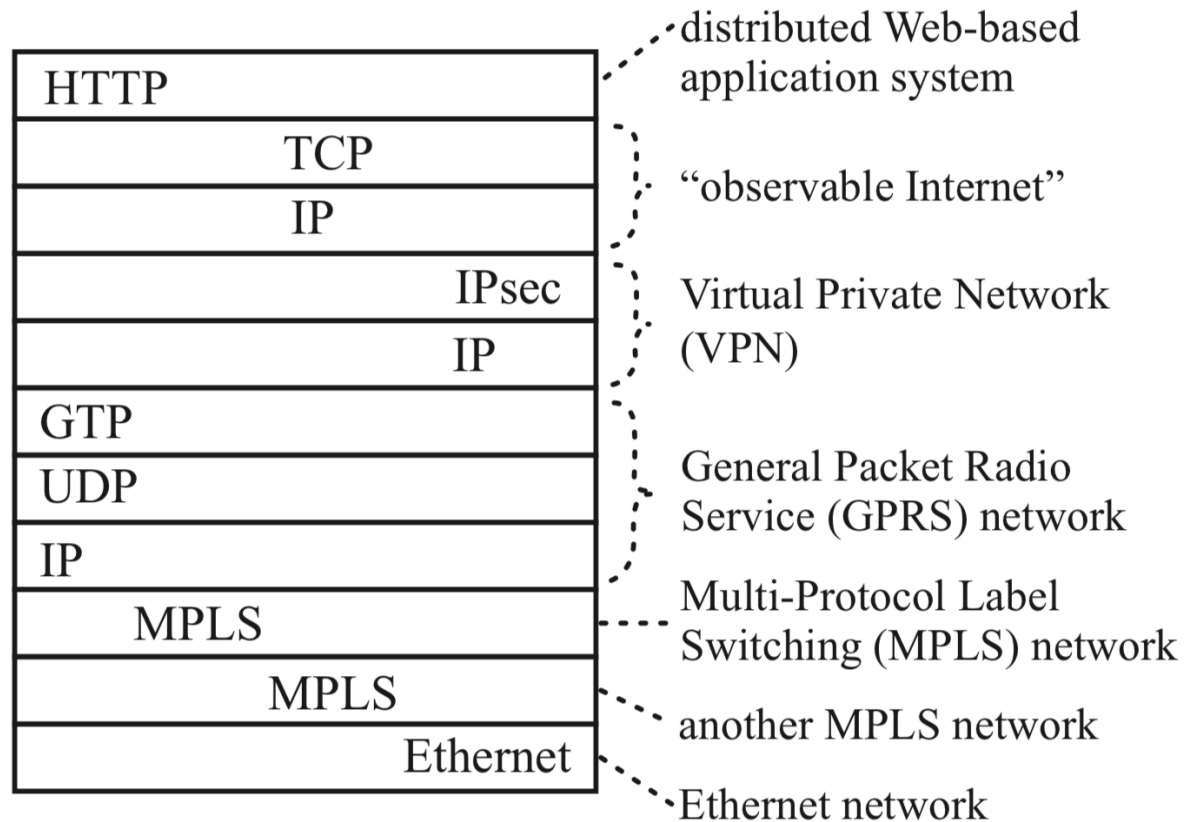 HTTP
TCP
IP
IPsec
IP
GTP
UDP
IP
MPLS
MPLS
Ethernet
distributed Web-based
application system
“observable Internet”
Virtual Private Network
(VPN)
General Packet Radio
Service (GPRS) network
Multi-Protocol Label
Switching (MPLS) network
another MPLS network
Ethernet network